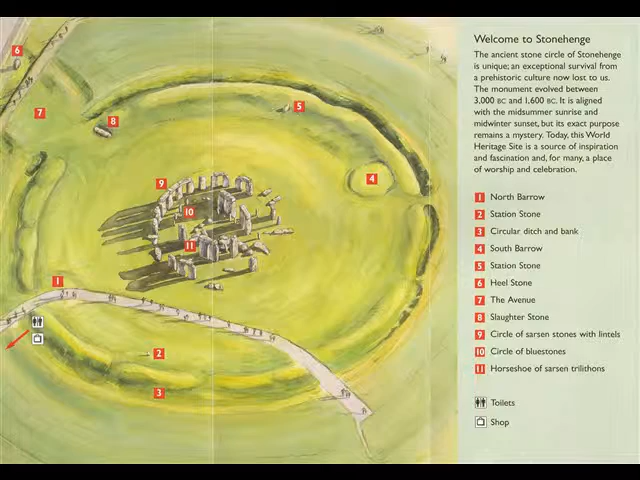 Welcome to Stonehenge
The ancient stone circle of Stonehenge
is unique; an exceptional survival from
a prehistoric culture now lost to us.
The monument evolved between
3,000 BC and 1,600 BC. It is aligned
with the midsummer sunrise and
midwinter sunset, but its exact purpose
remains a mystery. Today, this World
Heritage Site is a source of inspiration
and fascination and, for many, a place
of worship and celebration.
1 North Barrow
2 Station Stone
3 Circular ditch and bank
4 South Barrow
5 Station Stone
6 Heel Stone
7 The Avenue
8 Slaughter Stone
9 Circle of sarsen stones with lintels
10 Circle of bluestones
11 Horseshoe of sarsen trilithons
Toilets
Shop
6
7
8
5
4
9
10
11
1
2
3